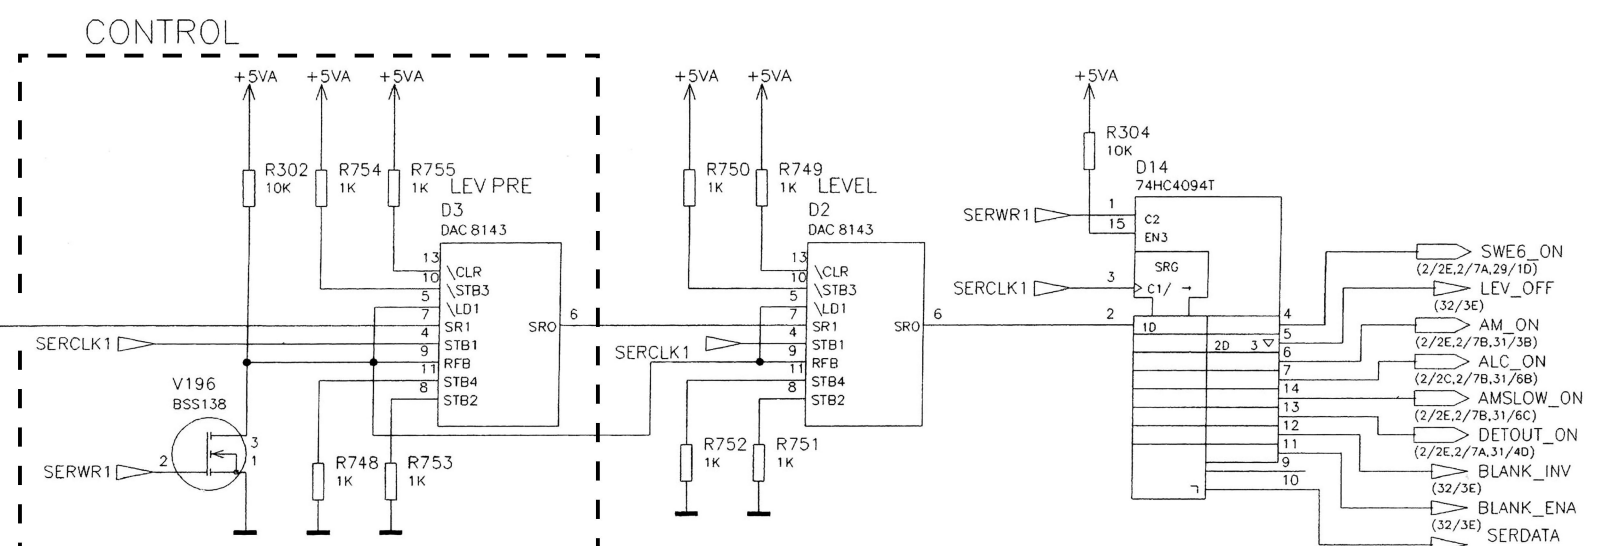 CONTROL
+5VA +5VA +5VA +5VA +5VA +5VA
R304
10K
R302 R754 R755 R750 R749 D14
10K 1K 1K LEV PRE 1K 1K LEVEL 74HC4094T
D3 D2
DAC 8143 DAC 8143
SERWR1 1 C2
15 EN3
13 \CLR 13 \CLR
SWE6_ON
(2/2E,2/7A,29/1D)
10 \STB3 10 \STB3
SRG
SERCLK1 3 C1/ →
LEV_OFF
(32/3E)
5 \LD1 5 \LD1
7 SR1 SRO 6 7 SR1 SRO 6 2 1D 4
AM_ON
(2/2E,2/7B,31/3B)
SERCLK1 4 STB1 SERCLK1 4 STB1 2D 3 ▽ 5
9 RFB 9 RFB 6
ALC_ON
(2/2C,2/7B,31/6B)
11 STB4 11 STB4 7
V196
BSS138
8 STB2 8 STB2 14
AMSLOW_ON
(2/2E,2/7B,31/6C)
13
DETOUT_ON
(2/2E,2/7A,31/4D)
12
3
R752 R751
1K 1K
11
SERWR1 2 1 R748 R753
1K 1K
9
BLANK_INV
(32/3E)
10
BLANK_ENA
(32/3E)
SERDATA